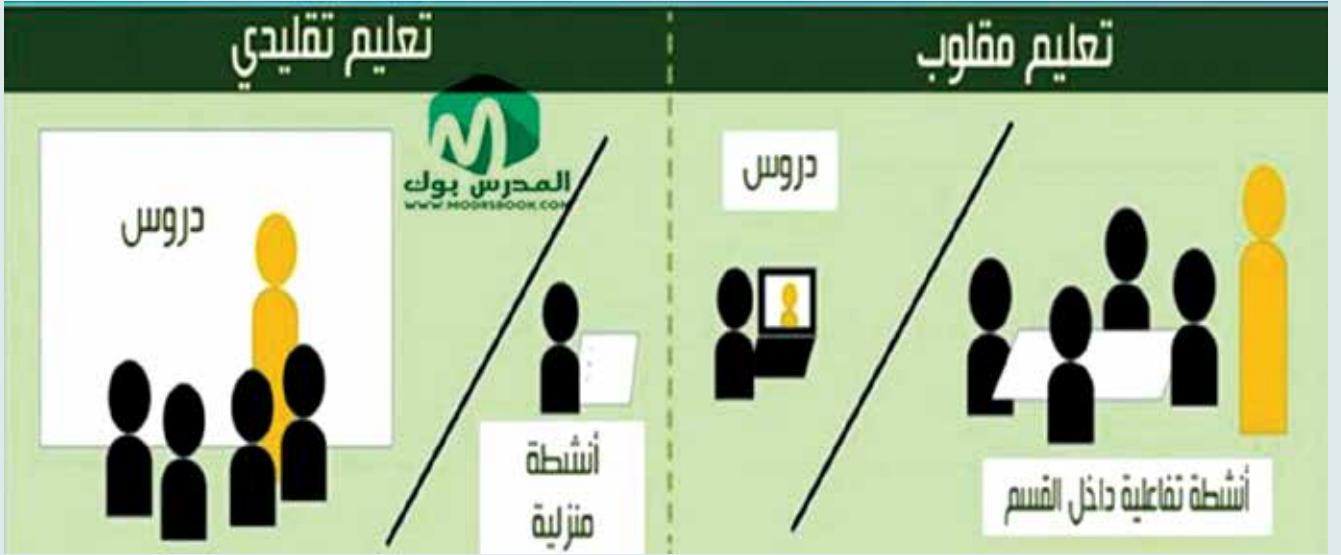 تعليم مقلوب
تعليم تقليدي
دروس
أنشطة تفاعلية داخل القسم
دروس
أنشطة
منزلية
المدرس بوك
WWW.MOORSBOOK.COM